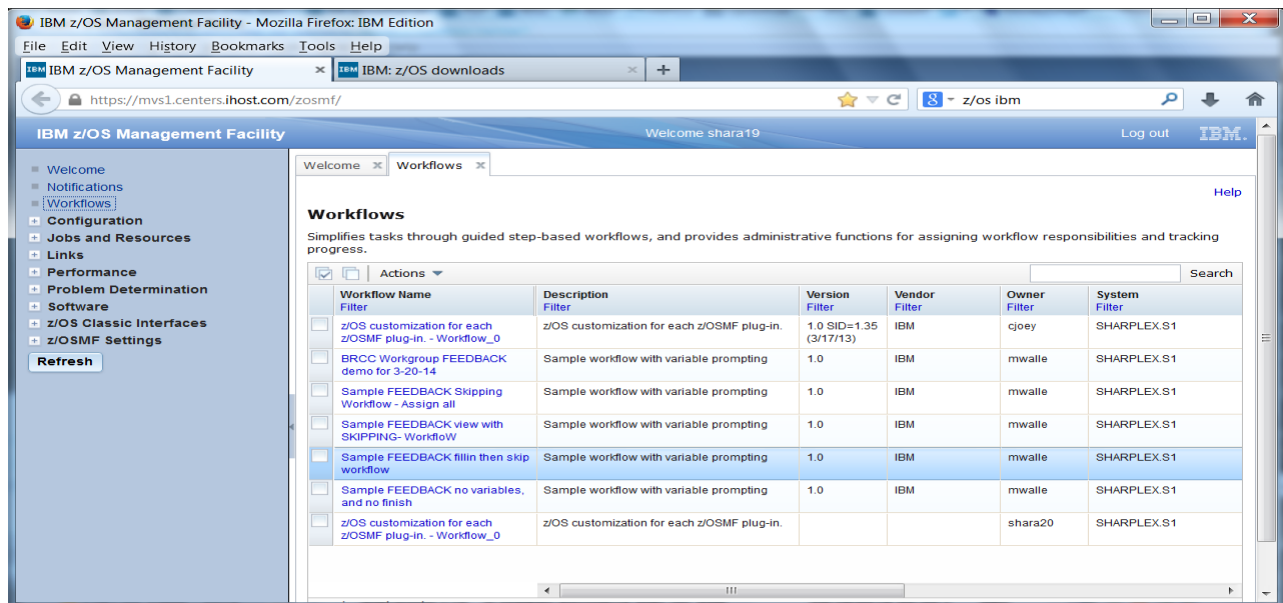 IBM z/OS Management Facility - Mozilla Firefox: IBM Edition
File Edit View History Bookmarks Tools Help
IBM IBM z/OS Management Facility
IBM IBM: z/OS downloads
https://mvs1.centers.ihost.com/zosmf/
8 z/os ibm
IBM z/OS Management Facility
Welcome shara19
Log out
IBM.
Welcome
Notifications
Workflows
Configuration
Jobs and Resources
Links
Performance
Problem Determination
Software
z/OS Classic Interfaces
z/OSMF Settings
Refresh
Welcome
Workflows
Help
Workflows
Simplifies tasks through guided step-based workflows, and provides administrative functions for assigning workflow responsibilities and tracking
progress.
Actions
Search
Workflow Name Description Version Vendor Owner System
Filter Filter Filter Filter Filter Filter
z/OS customization for each z/OS customization for each z/OSMF plug-in. 1.0 SID=1.35 IBM cjoey SHARPLEX.S1
z/OSMF plug-in. - Workflow_0 (3/17/13)
BRCC Workgroup FEEDBACK Sample workflow with variable prompting 1.0 IBM mwalle SHARPLEX.S1
demo for 3-20-14
Sample FEEDBACK Skipping Sample workflow with variable prompting 1.0 IBM mwalle SHARPLEX.S1
Workflow - Assign all
Sample FEEDBACK view with Sample workflow with variable prompting 1.0 IBM mwalle SHARPLEX.S1
SKIPPING- WorkfloW
Sample FEEDBACK fillin then skip Sample workflow with variable prompting 1.0 IBM mwalle SHARPLEX.S1
workflow
Sample FEEDBACK no variables, Sample workflow with variable prompting 1.0 IBM mwalle SHARPLEX.S1
and no finish
z/OS customization for each z/OS customization for each z/OSMF plug-in. shara20 SHARPLEX.S1
z/OSMF plug-in. - Workflow_0